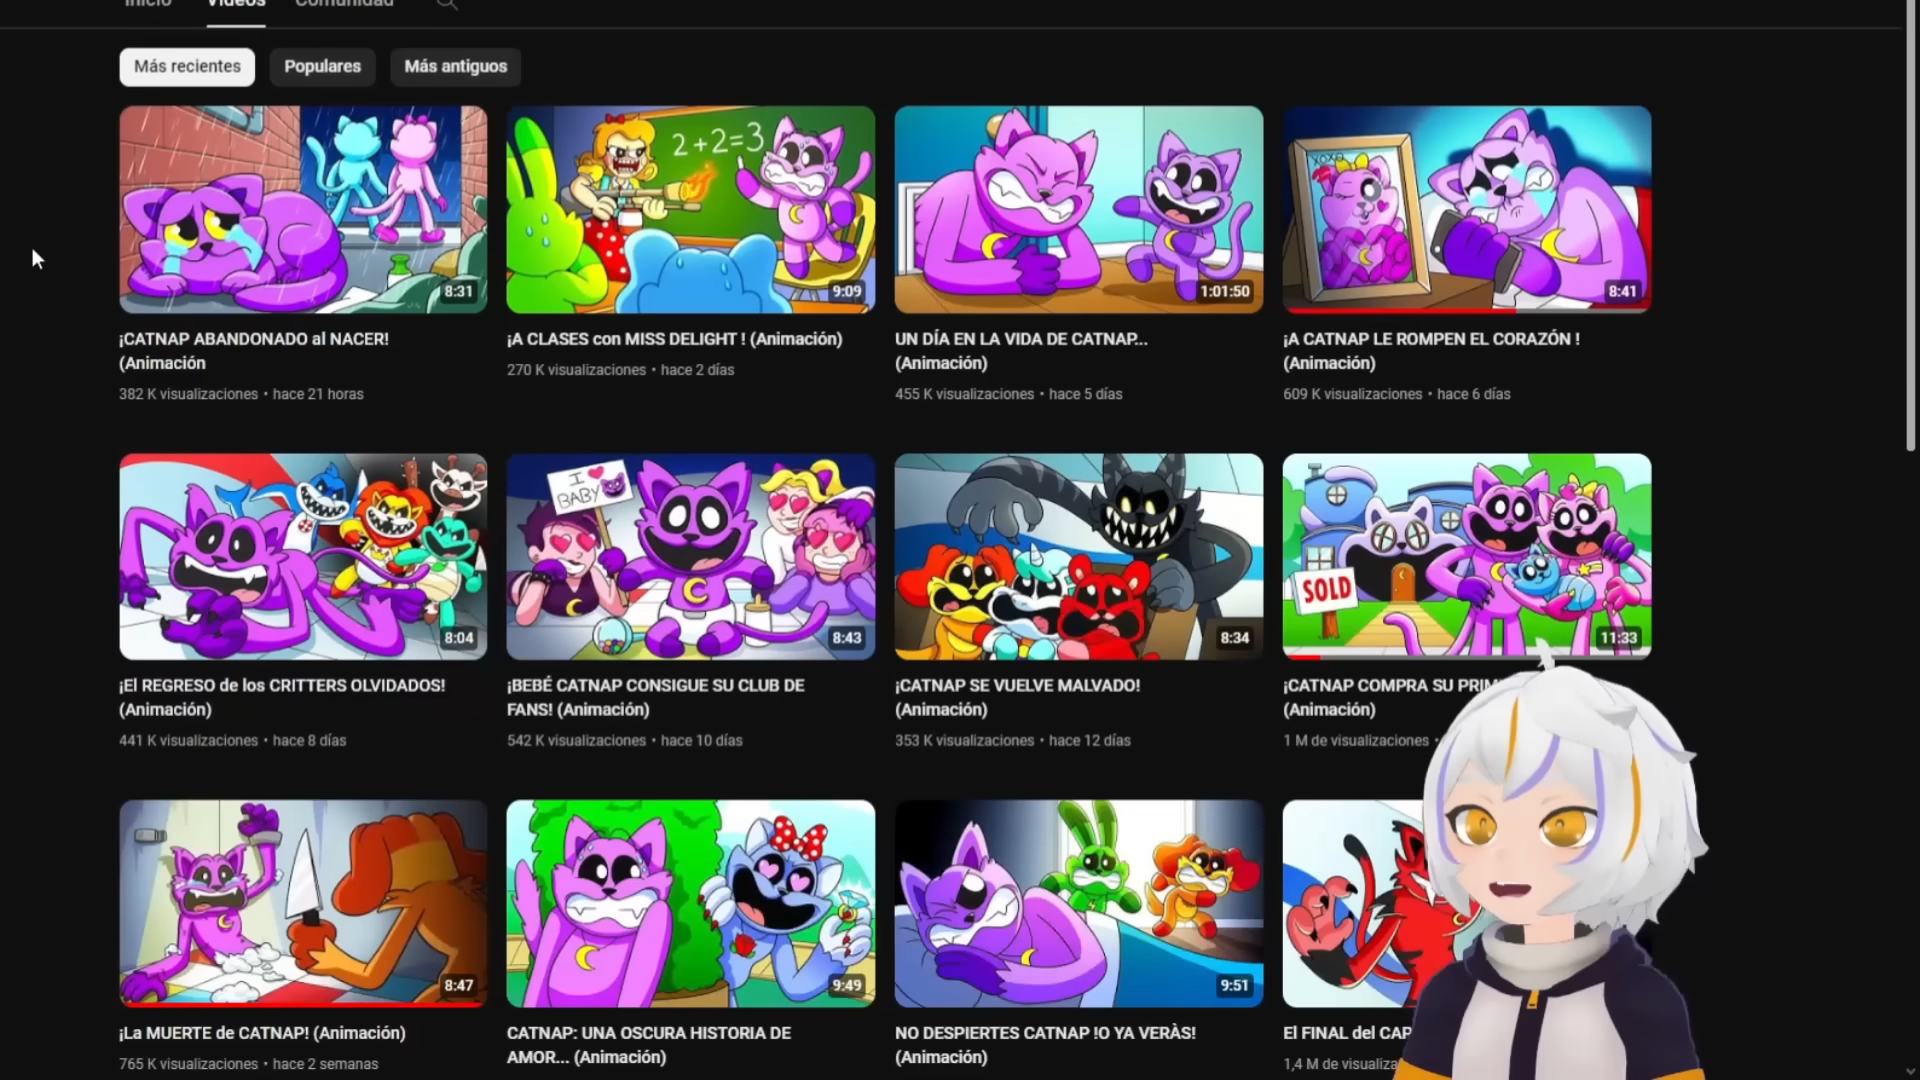 Inicio
Videos
Comunidad
Más recientes
Populares
Más antiguos
8:31
2+2=3
9:09
1:01:50
XOXO
8:41
¡CATNAP ABANDONADO al NACER!
(Animación
382 K visualizaciones • hace 21 horas
¡A CLASES con MISS DELIGHT ! (Animación)
270 K visualizaciones • hace 2 días
UN DÍA EN LA VIDA DE CATNAP...
(Animación)
455 K visualizaciones • hace 5 días
¡A CATNAP LE ROMPEN EL CORAZÓN !
(Animación)
609 K visualizaciones • hace 6 días
8:04
I
BABY
8:43
8:34
SOLD
11:33
¡El REGRESO de los CRITTERS OLVIDADOS!
(Animación)
441 K visualizaciones • hace 8 días
¡BEBÉ CATNAP CONSIGUE SU CLUB DE
FANS! (Animación)
542 K visualizaciones • hace 10 días
¡CATNAP SE VUELVE MALVADO!
(Animación)
353 K visualizaciones • hace 12 días
¡CATNAP COMPRA SU
(Animación)
1 M de visualizaciones •
8:47
9:49
9:51
¡La MUERTE de CATNAP! (Animación)
765 K visualizaciones • hace 2 semanas
CATNAP: UNA OSCURA HISTORIA DE
AMOR... (Animación)
NO DESPIERTES CATNAP !O YA VERÀS!
(Animación)
El FINAL del
1,4 M de